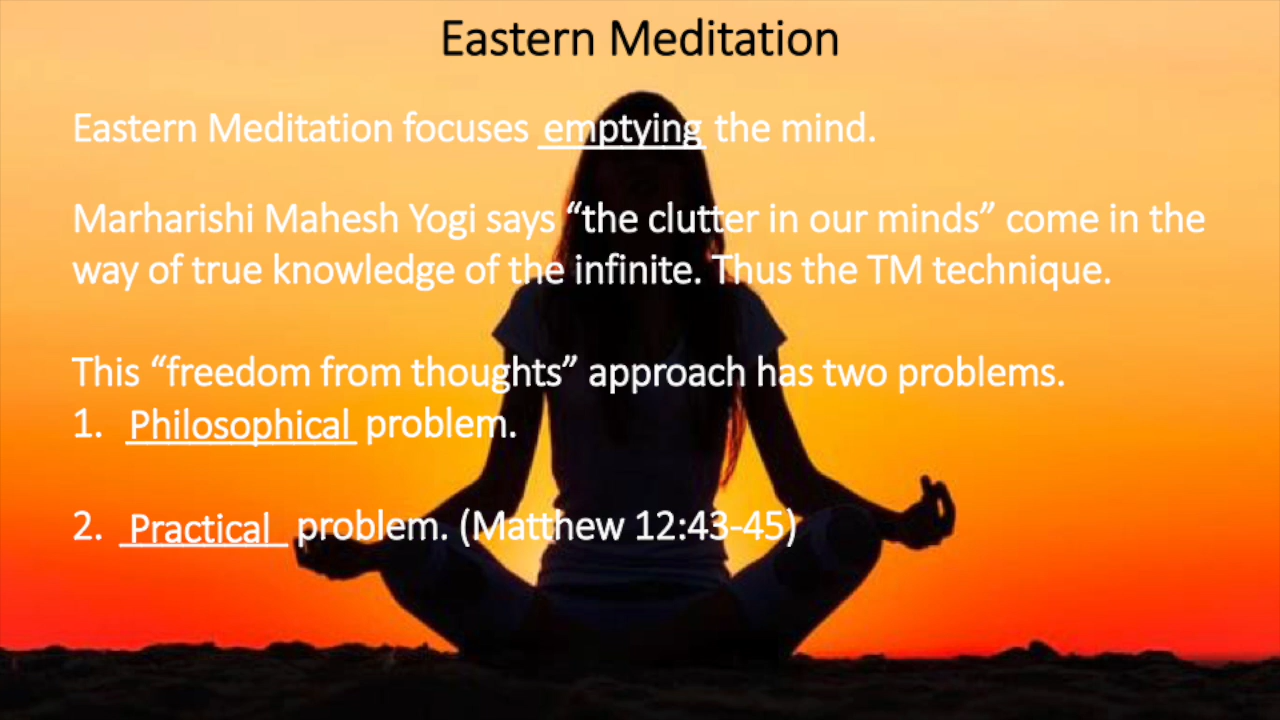 Eastern Meditation
Eastern Meditation focuses emptying the mind.
Marharishi Mahesh Yogi says “the clutter in our minds” come in the
way of true knowledge of the infinite. Thus the TM technique.
This “freedom from thoughts” approach has two problems.
1. Philosophical problem.
2. Practical problem. (Matthew 12:43-45)